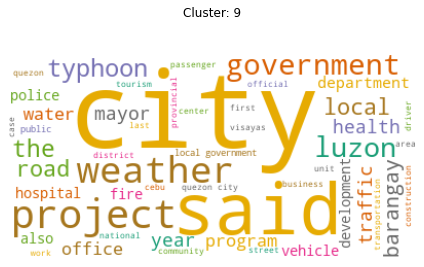 Cluster: 9
quezon
passenger
typhoon
government
tourism
provincial
official
department
police
city
water
mayor
center
first
local
driver
case
public
last
visayas
health
the
district
local government
luzon
area
road
weather
unit
barangay
hospital
fire
cebu
quezon city
business
development
traffic
transportation
construction
project
said
also
national
year
program
office
community
street
vehicle
work